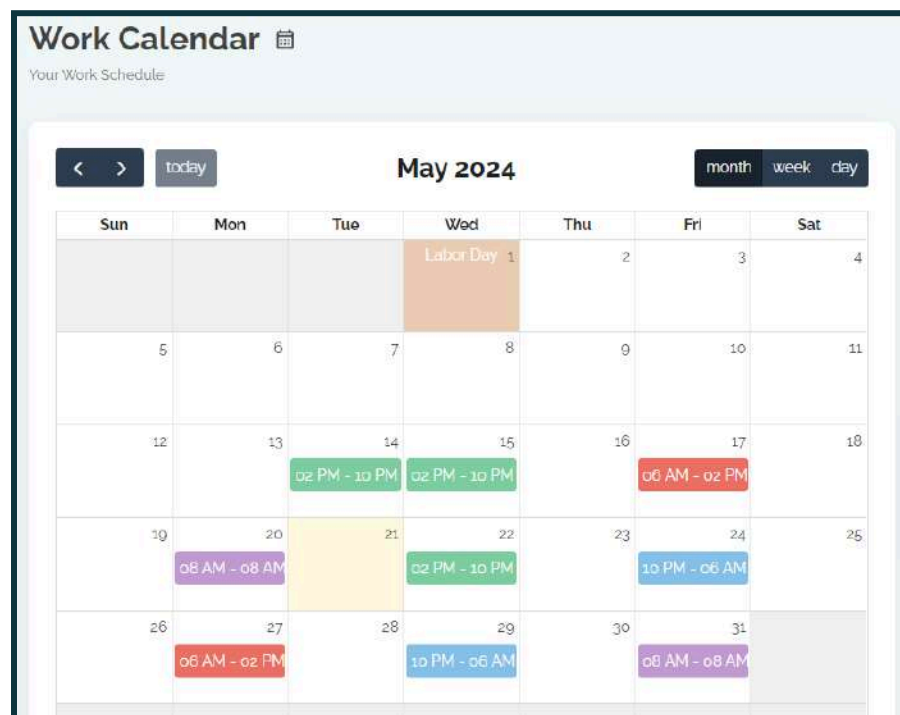 Work Calendar
Your Work Schedule
today
May 2024
month week day
Sun Mon Tue Wed Thu Fri Sat
Labor Day 1 2 3 4
5 6 7 8 9 10 11
12 13 14 15 16 17 18
02 PM - 10 PM 02 PM - 10 PM 06 AM - 02 PM
19 20 21 22 23 24 25
08 AM - 08 AM 02 PM - 10 PM 10 PM - 06 AM
26 27 28 29 30 31
06 AM - 02 PM 10 PM - 06 AM 08 AM - 08 AM